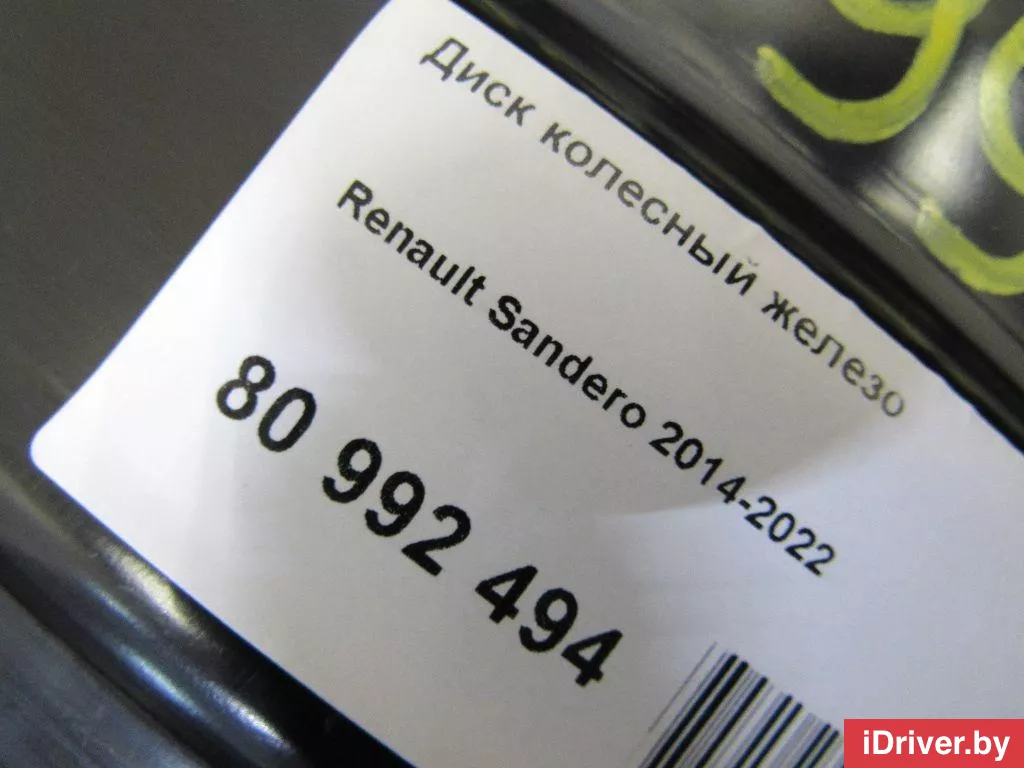 Диск колесный железо
Renault Sandero 2014-2022
80 992 494
iDriver.by